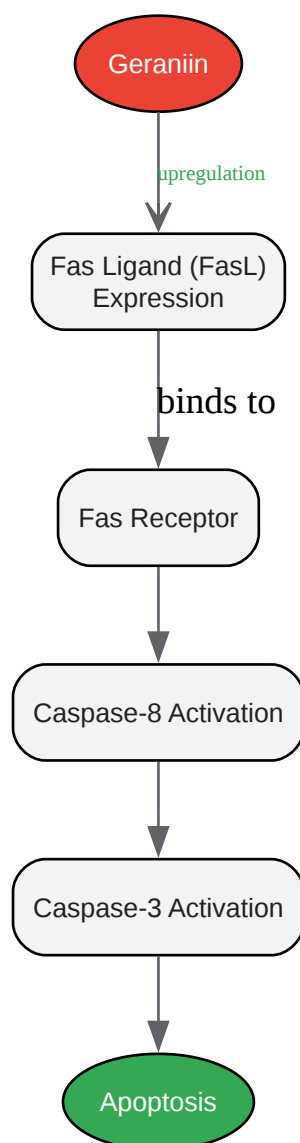 Geraniin
upregulation
Fas Ligand (FasL)
Expression
binds to
Fas Receptor
Caspase-8 Activation
Caspase-3 Activation
Apoptosis